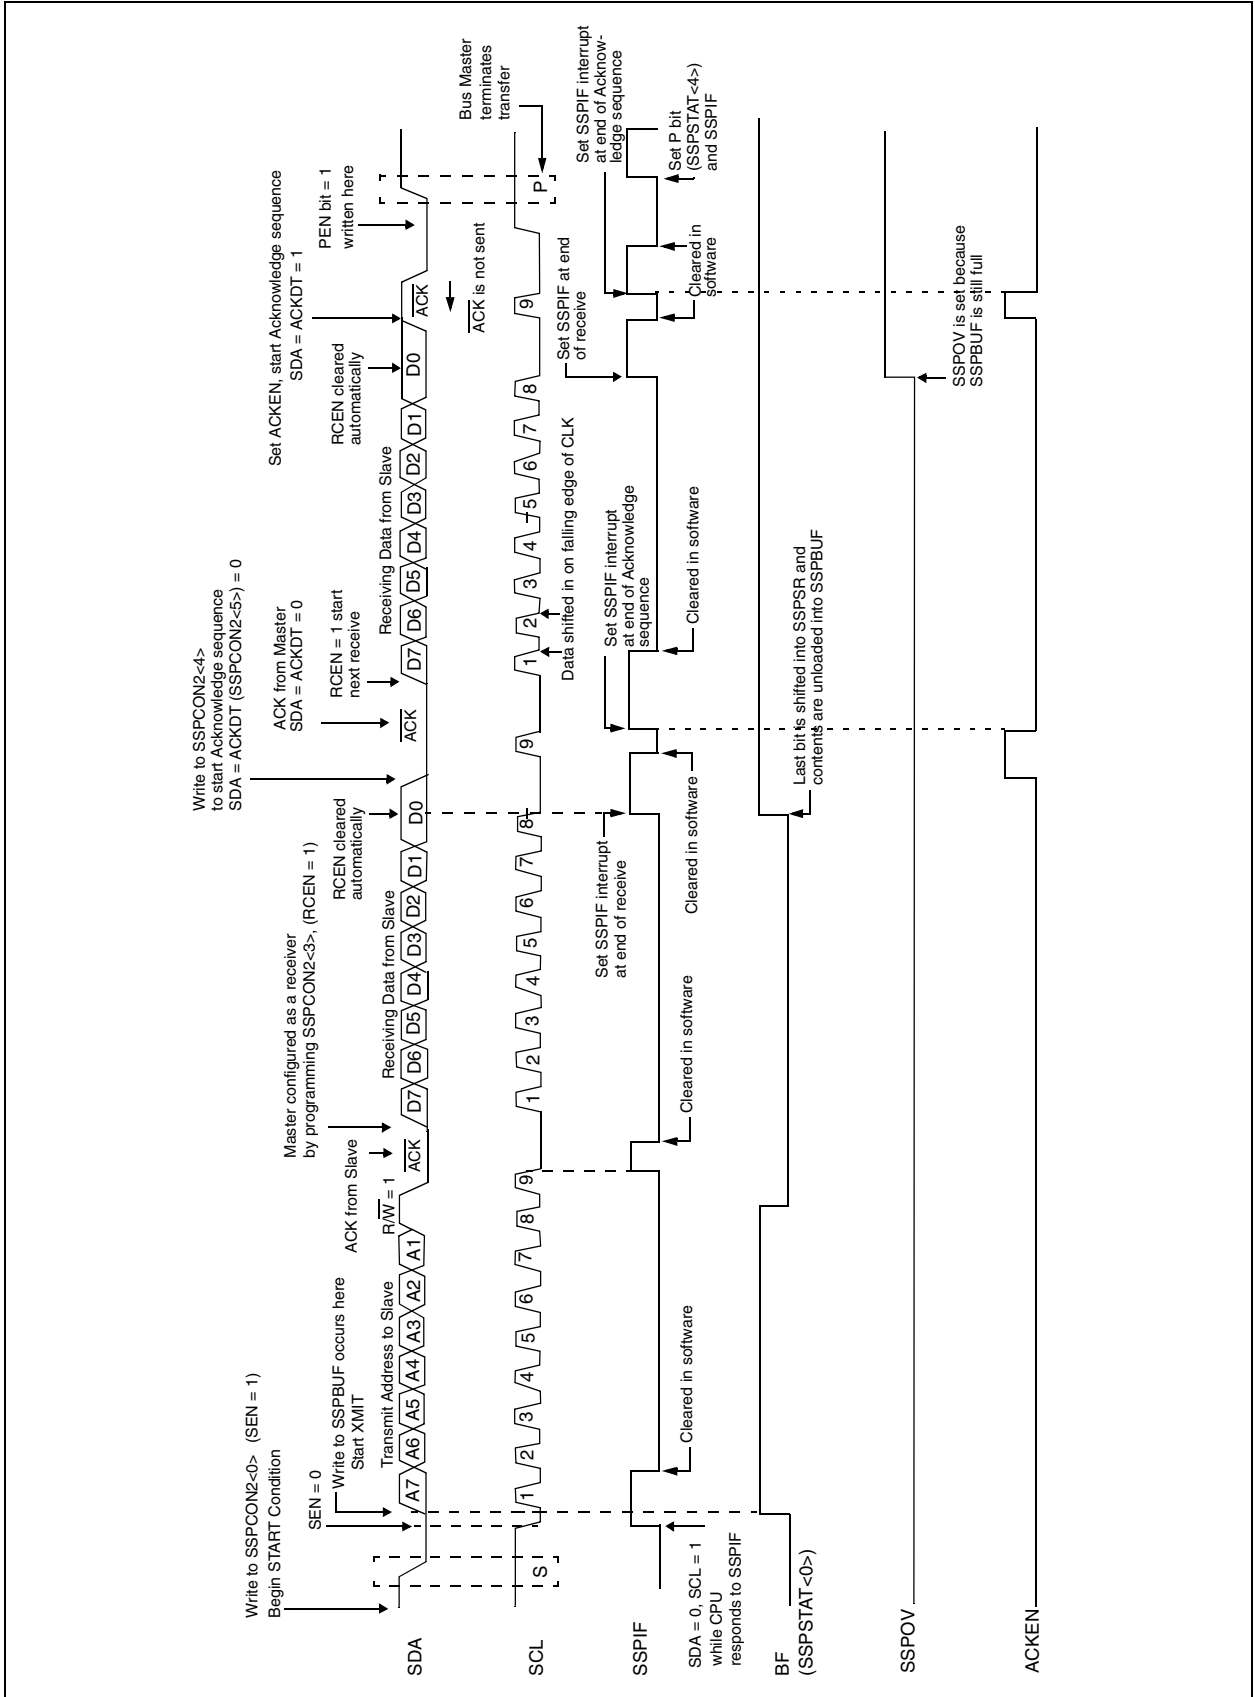 Write to SSPCON2<0> (SEN = 1)
Begin START Condition
SEN = 0
Write to SSPBUF occurs here
Start XMIT
Transmit Address to Slave
A7 A6 A5 A4 A3 A2 A1
R/W = 1
ACK from Slave
ACK
Master configured as a receiver
by programming SSPCON2<3>, (RCEN = 1)
Receiving Data from Slave
D7 D6 D5 D4 D3 D2 D1 D0
RCEN cleared
automatically
Write to SSPCON2<4>
to start Acknowledge sequence
SDA = ACKDT (SSPCON2<5>) = 0
ACK from Master
SDA = ACKDT = 0
ACK
RCEN = 1 start
next receive
Receiving Data from Slave
D7 D6 D5 D4 D3 D2 D1 D0
RCEN cleared
automatically
Set ACKEN, start Acknowledge sequence
SDA = ACKDT = 1
ACK
PEN bit = 1
written here
SDA
ACK is not sent
Bus Master
terminates
transfer
SCL
S
1 2 3 4 5 6 7 8 9
1 2 3 4 5 6 7 8 9
1 2 3 4 5 6 7 8 9
P
Data shifted in on falling edge of CLK
Set SSPIF interrupt
at end of receive
Set SSPIF interrupt
at end of Acknowledge
sequence
Set SSPIF at end
of receive
Set SSPIF interrupt
at end of Acknow-
ledge sequence
SSPIF
SDA = 0, SCL = 1
while CPU
responds to SSPIF
Cleared in software
Cleared in software
Cleared in software
Cleared in software
Cleared in
software
Set P bit
(SSPSTAT<4>)
and SSPIF
BF
(SSPSTAT<0>)
Last bit is shifted into SSPSR and
contents are unloaded into SSPBUF
SSPOV
SSPOV is set because
SSPBUF is still full
ACKEN